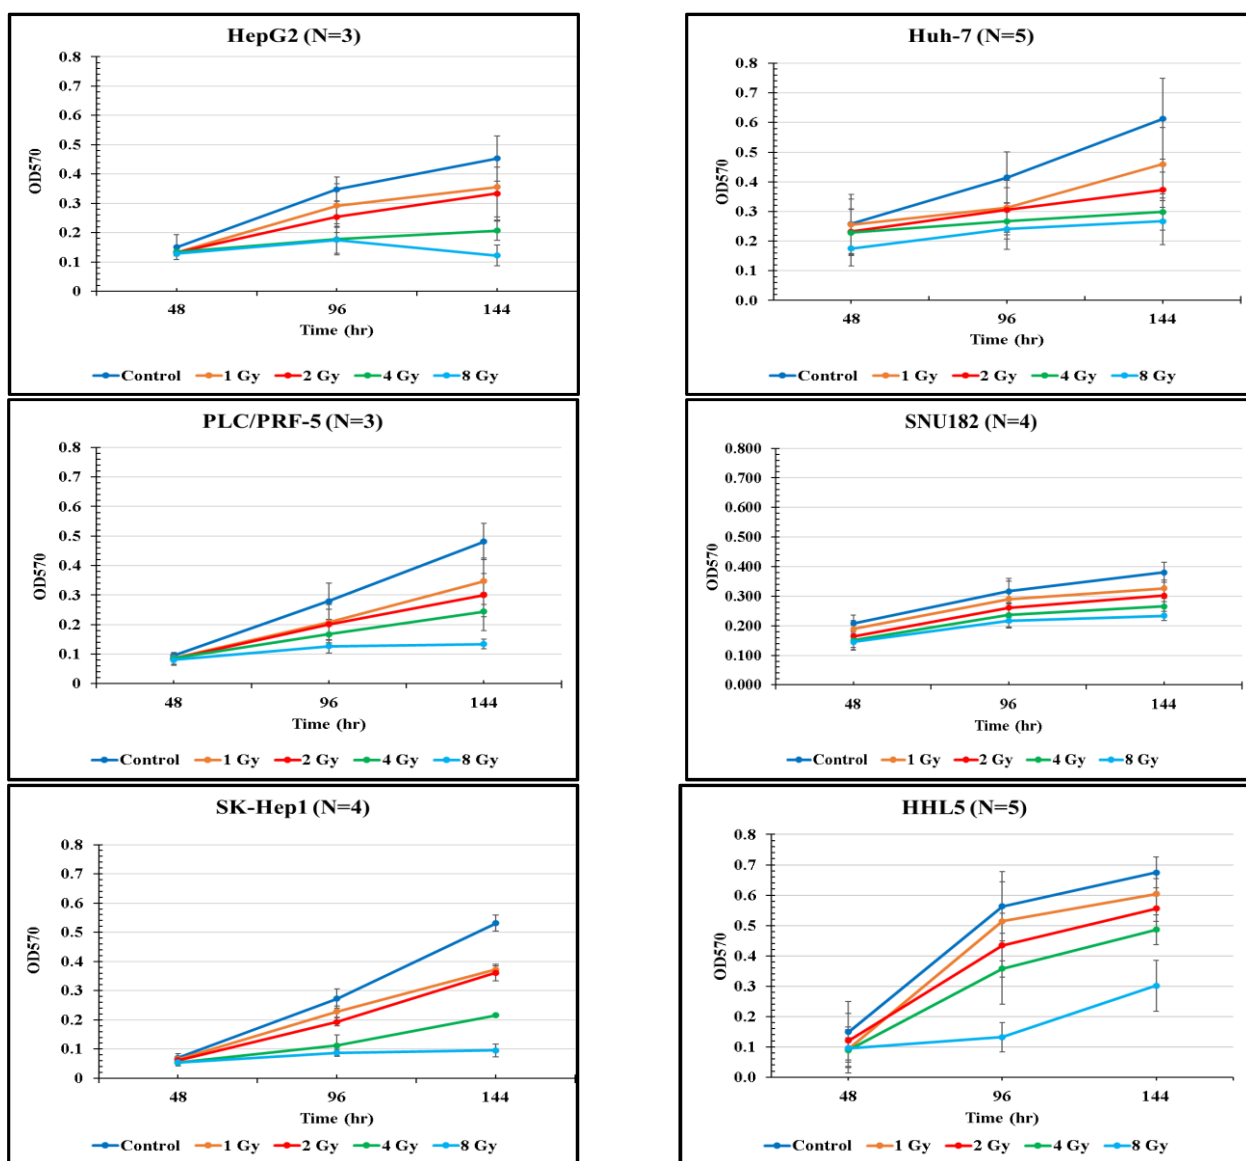 HepG2 (N=3)
0.8
0.7
0.6
0.5
0.4
0.3
0.2
0.1
0
OD570
48 96 144
Time (hr)
Control 1 Gy 2 Gy 4 Gy 8 Gy
Huh-7 (N=5)
0.8
0.7
0.6
0.5
0.4
0.3
0.2
0.1
0.0
OD570
48 96 144
Time (hr)
Control 1 Gy 2 Gy 4 Gy 8 Gy
PLC/PRF-5 (N=3)
0.8
0.7
0.6
0.5
0.4
0.3
0.2
0.1
0
OD570
48 96 144
Time (hr)
Control 1 Gy 2 Gy 4 Gy 8 Gy
SNU182 (N=4)
0.800
0.700
0.600
0.500
0.400
0.300
0.200
0.100
0.000
OD570
48 96 144
Time (hr)
Control 1 Gy 2 Gy 4 Gy 8 Gy
SK-Hep1 (N=4)
0.8
0.7
0.6
0.5
0.4
0.3
0.2
0.1
0
OD570
48 96 144
Time (hr)
Control 1 Gy 2 Gy 4 Gy 8 Gy
HHL5 (N=5)
0.8
0.7
0.6
0.5
0.4
0.3
0.2
0.1
0.0
OD570
48 96 144
Time (hr)
Control 1 Gy 2 Gy 4 Gy 8 Gy